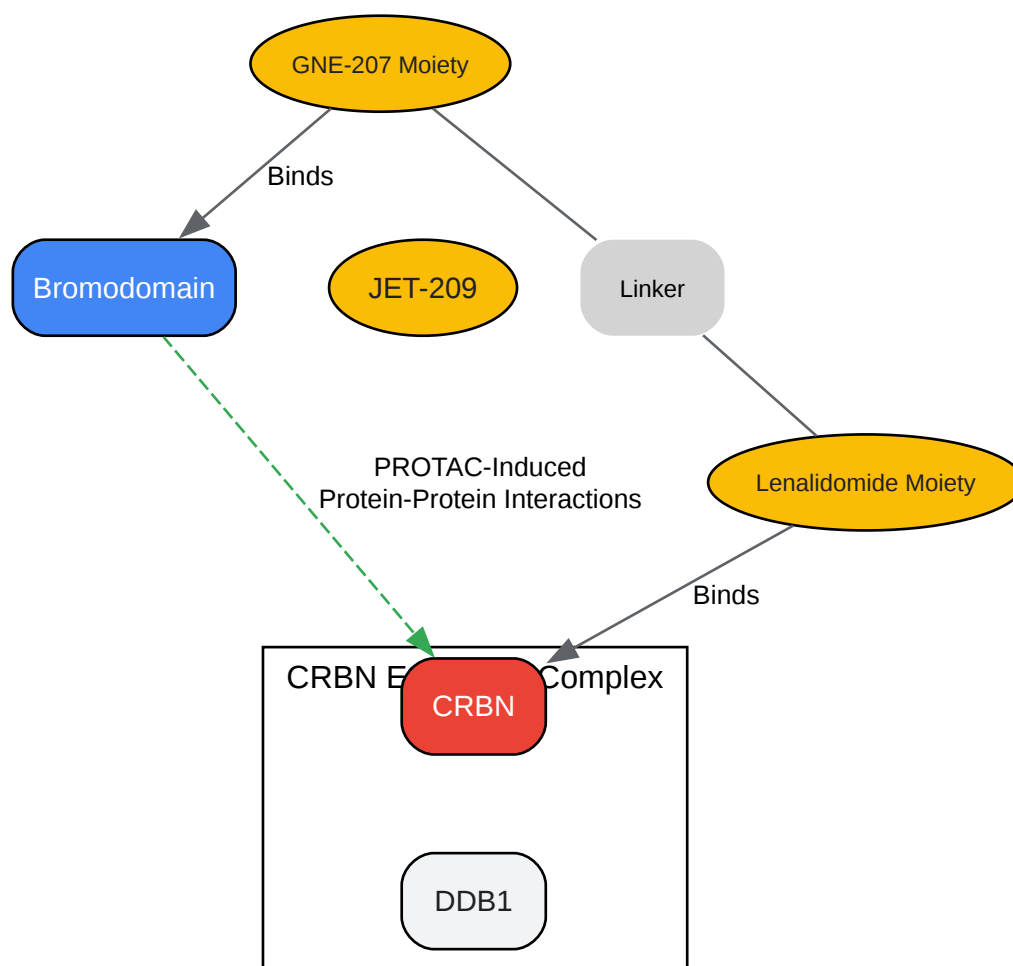 GNE-207 Moiety
Binds
Bromodomain
JET-209
Linker
PROTAC-Induced
Protein-Protein Interactions
Lenalidomide Moiety
Binds
CRBN E Complex
CRBN
DDB1